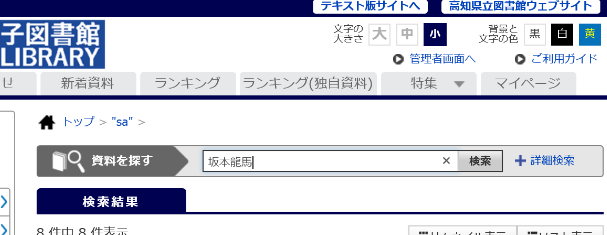 テキスト版サイトへ 高知県立図書館ウェブサイト
子図書館
LIBRARY
文字の大きさ 大 中 小 背景と文字の色 黒 白 黄
管理者画面へ ご利用ガイド
新着資料 ランキング ランキング(独自資料) 特集 マイページ
トップ > "sa" >
資料を探す 坂本龍馬 × 検索 詳細検索
検索結果
8 件中 8 件表示